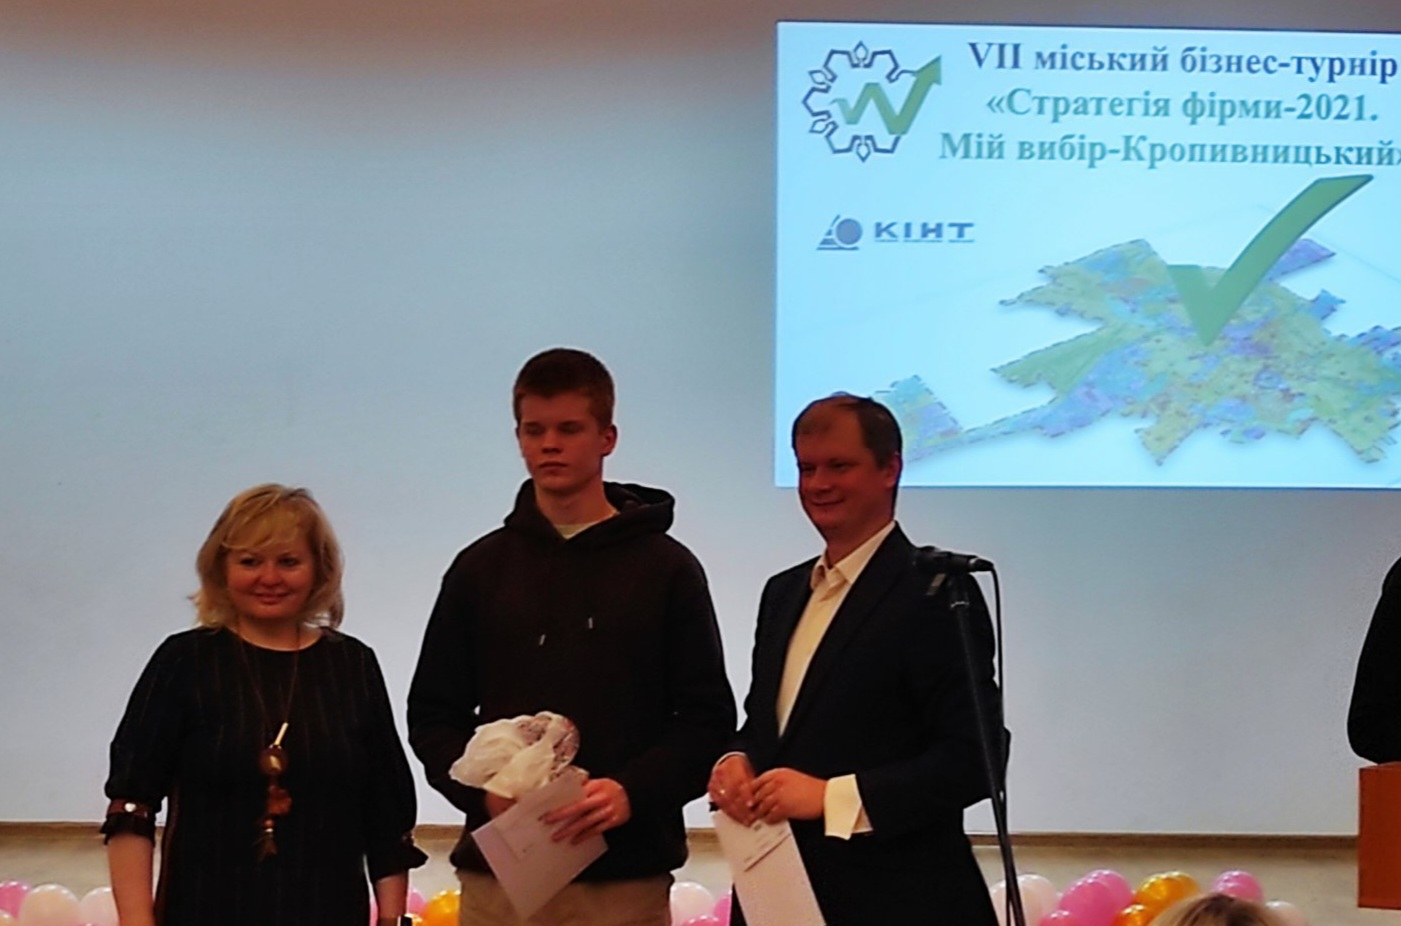 VII міський бізнес-турнір
«Стратегія фірми-2021.
Мій вибір-Кропивницький»
КІНТ